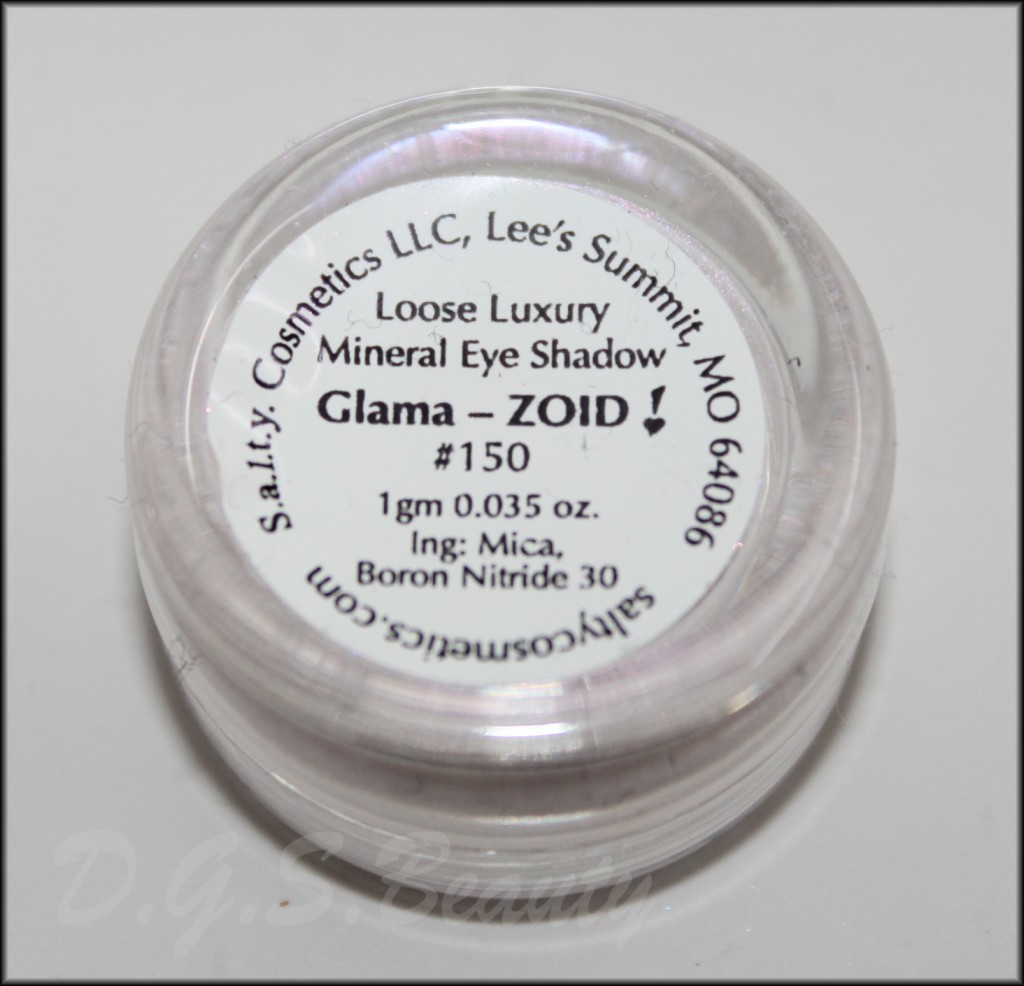 S.a.l.t.y. Cosmetics LLC, Lee's Summit, MO 64086
Loose Luxury
Mineral Eye Shadow
Glama – ZOID !
#150
1gm 0.035 oz.
Ing: Mica,
Boron Nitride 30
saltycosmetics.com
D.G.S.Beauty